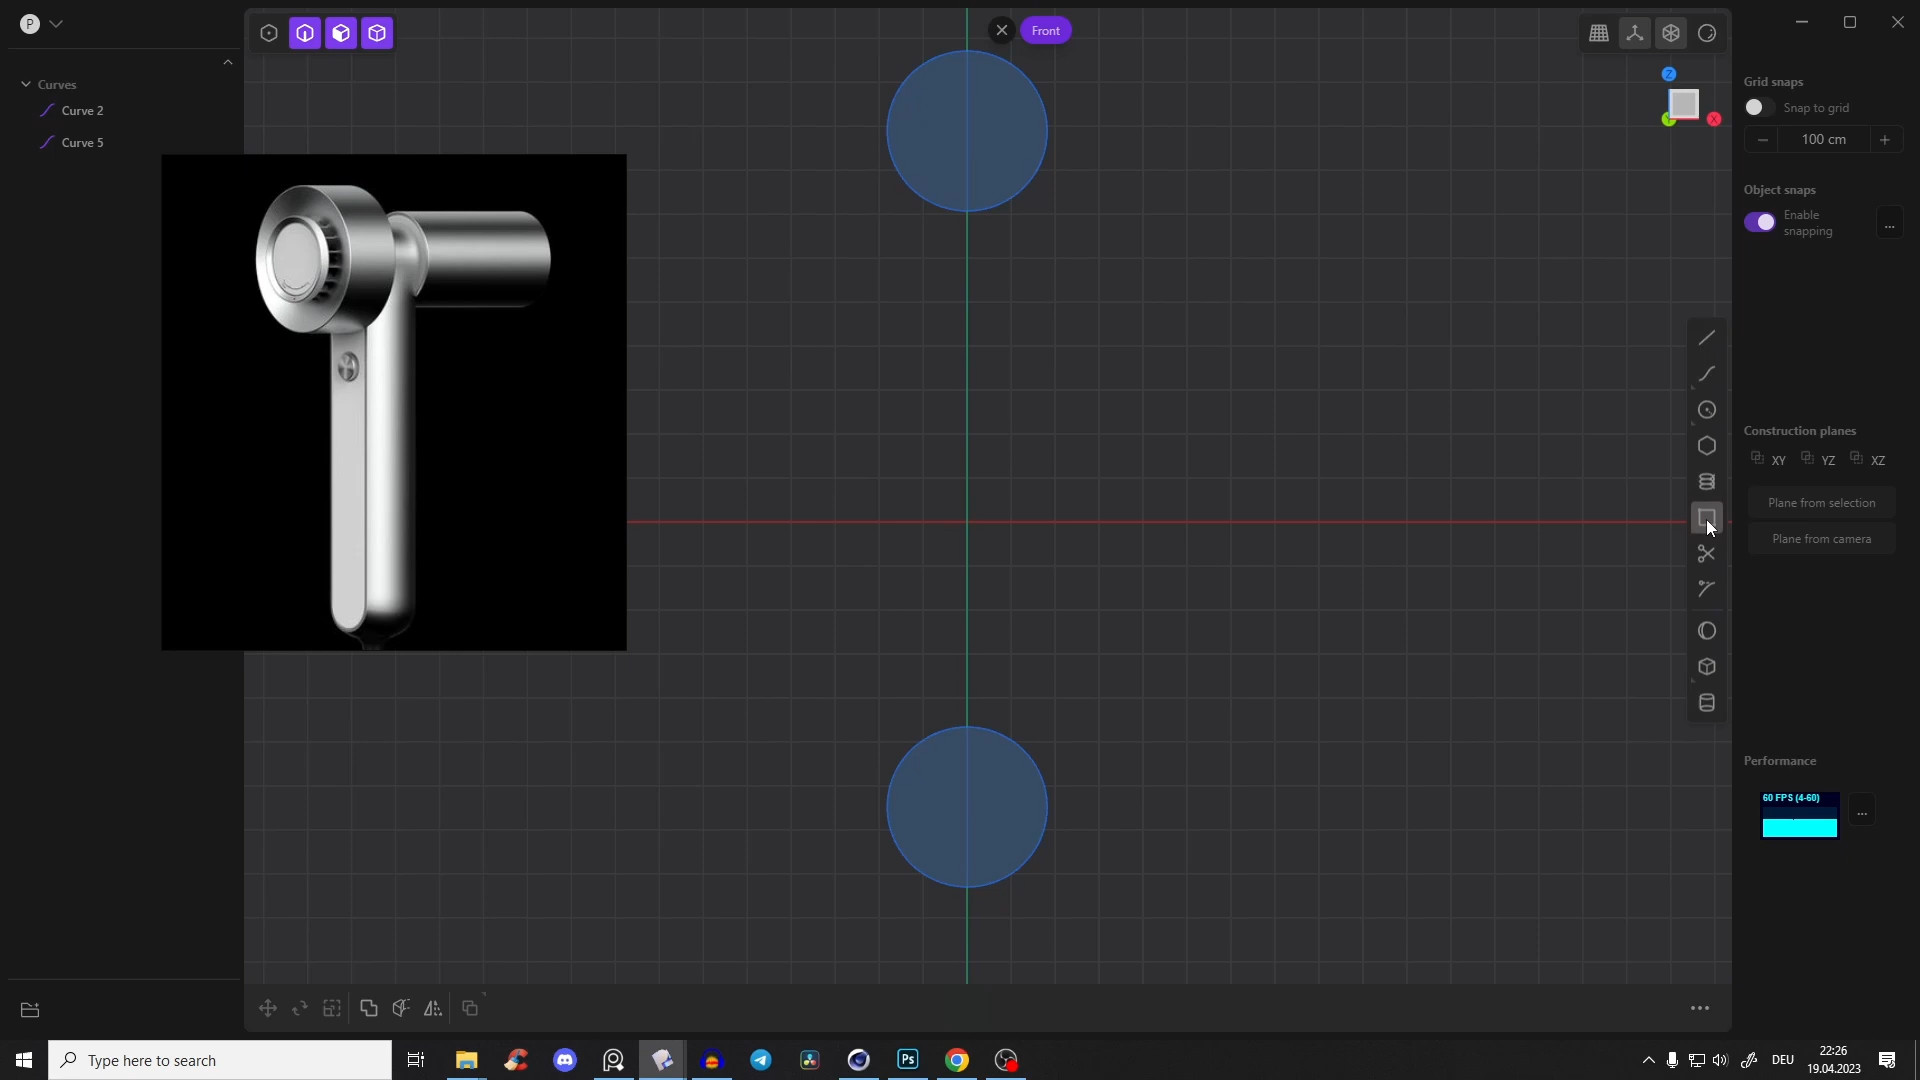 P
Front
Curves
Curve 2
Curve 5
Z
X
Grid snaps
Snap to grid
100 cm
Object snaps
Enable
snapping
...
Construction planes
XY YZ XZ
Plane from selection
Plane from camera
Performance
60 FPS (4-60)
...
Type here to search
Ps
DEU
22:26
19.04.2023